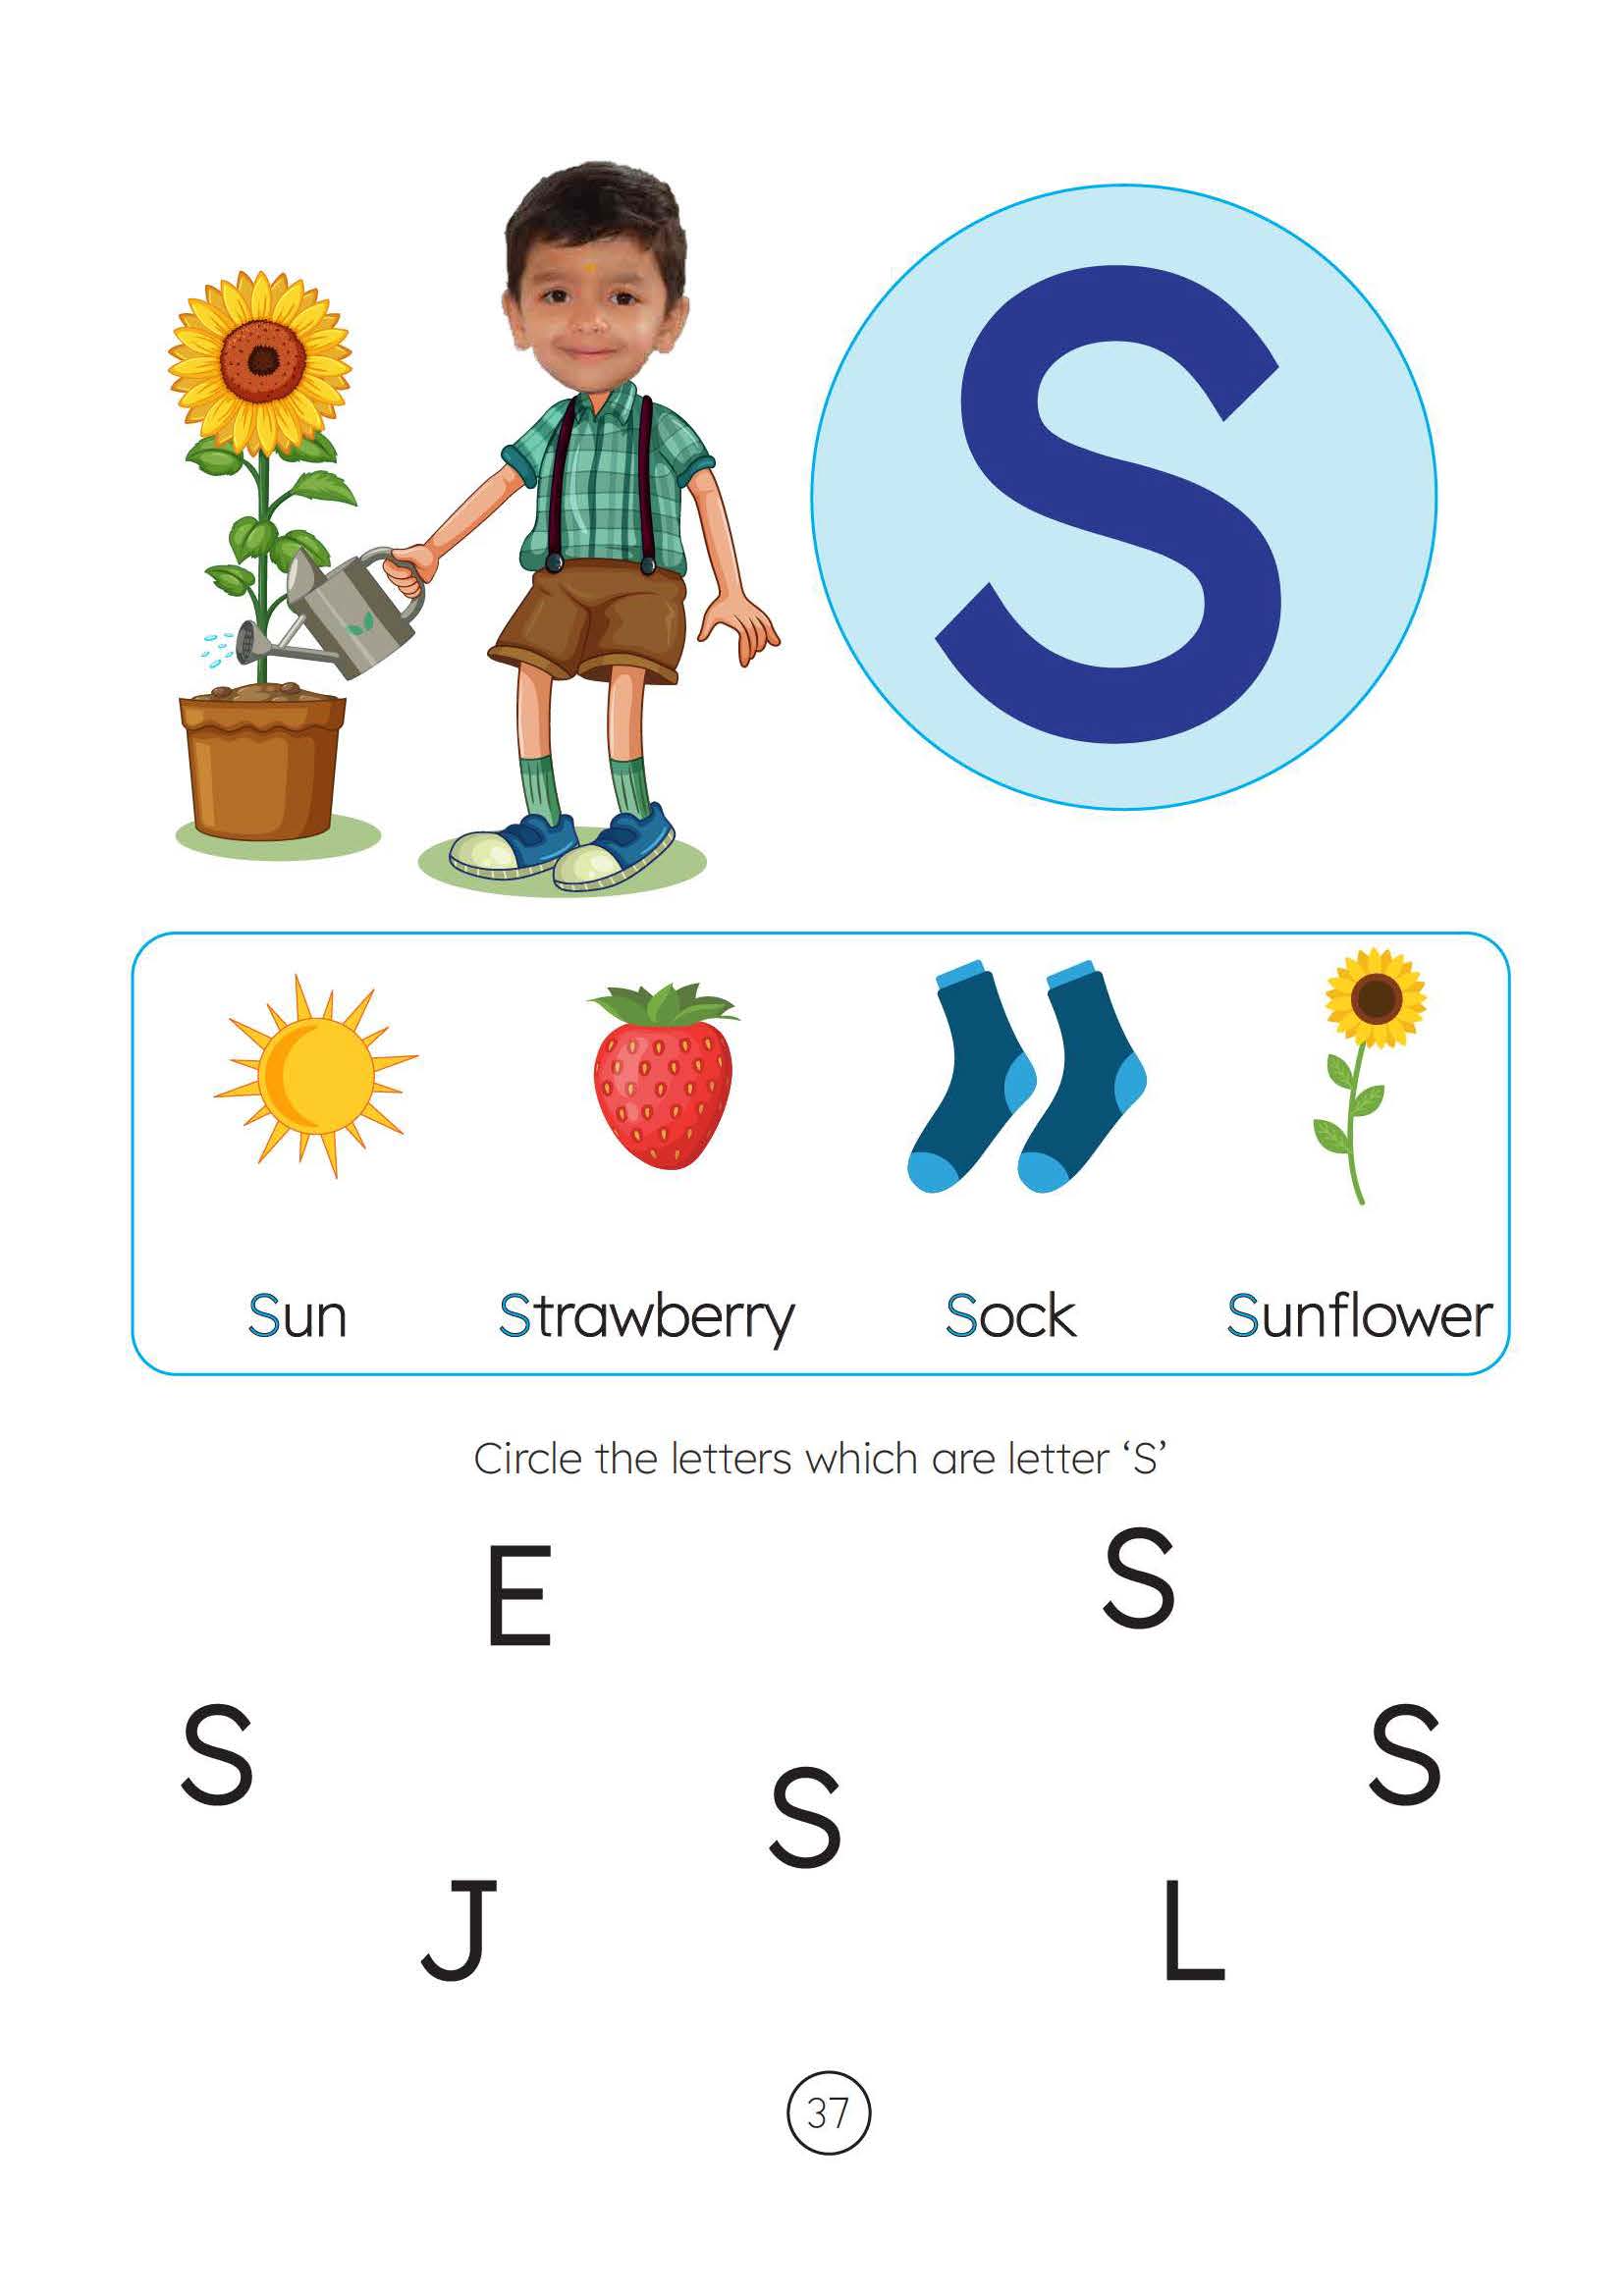 S
Sun Strawberry Sock Sunflower
Circle the letters which are letter ‘S’
E S
S S
S
J L
37